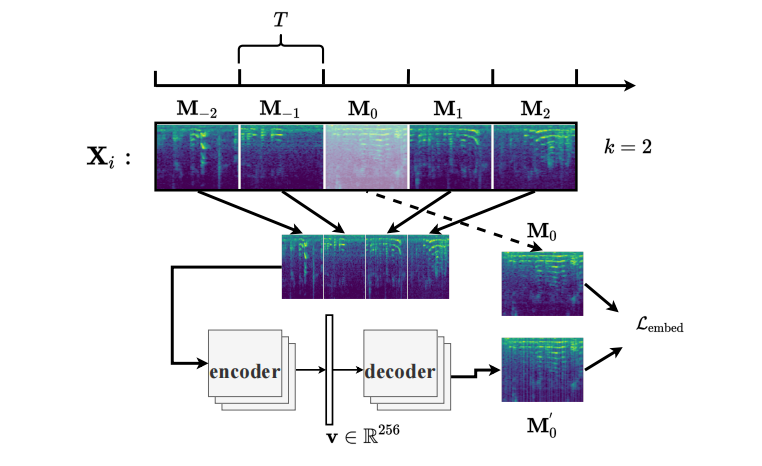 T
M₋₂ M₋₁ M₀ M₁ M₂
Xᵢ : k = 2
M₀
ℒembed
encoder decoder
M₀′
v ∈ ℝ²⁵⁶